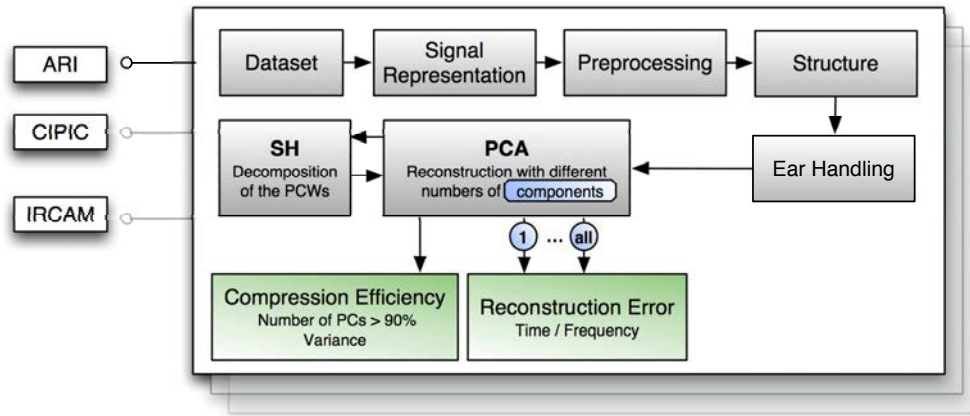 ARI
CIPIC
IRCAM
Dataset
Signal
Representation
Preprocessing
Structure
Ear Handling
SH
Decomposition
of the PCWs
PCA
Reconstruction with different
numbers of components
1 ... all
Compression Efficiency
Number of PCs > 90%
Variance
Reconstruction Error
Time / Frequency